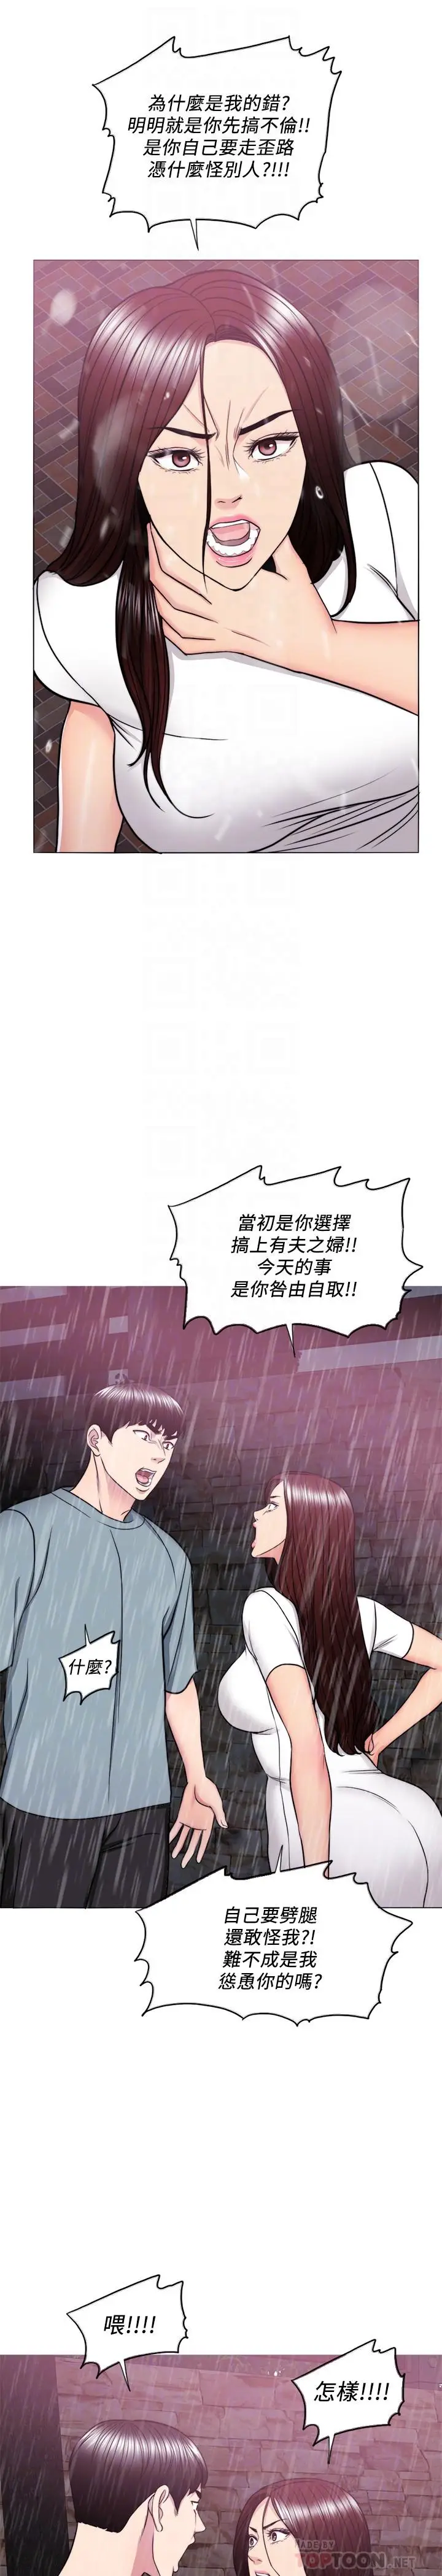 為什麼是我的錯?
明明就是你先搞不倫!!
是你自己要走歪路
憑什麼怪別人?!!!
當初是你選擇
搞上有夫之婦!!
今天的事
是你咎由自取!!
什麼?
自己要劈腿
還敢怪我?!
難不成是我
慫恿你的嗎?
喂!!!!
怎樣!!!!
MADE BY
TOPTOON.NET